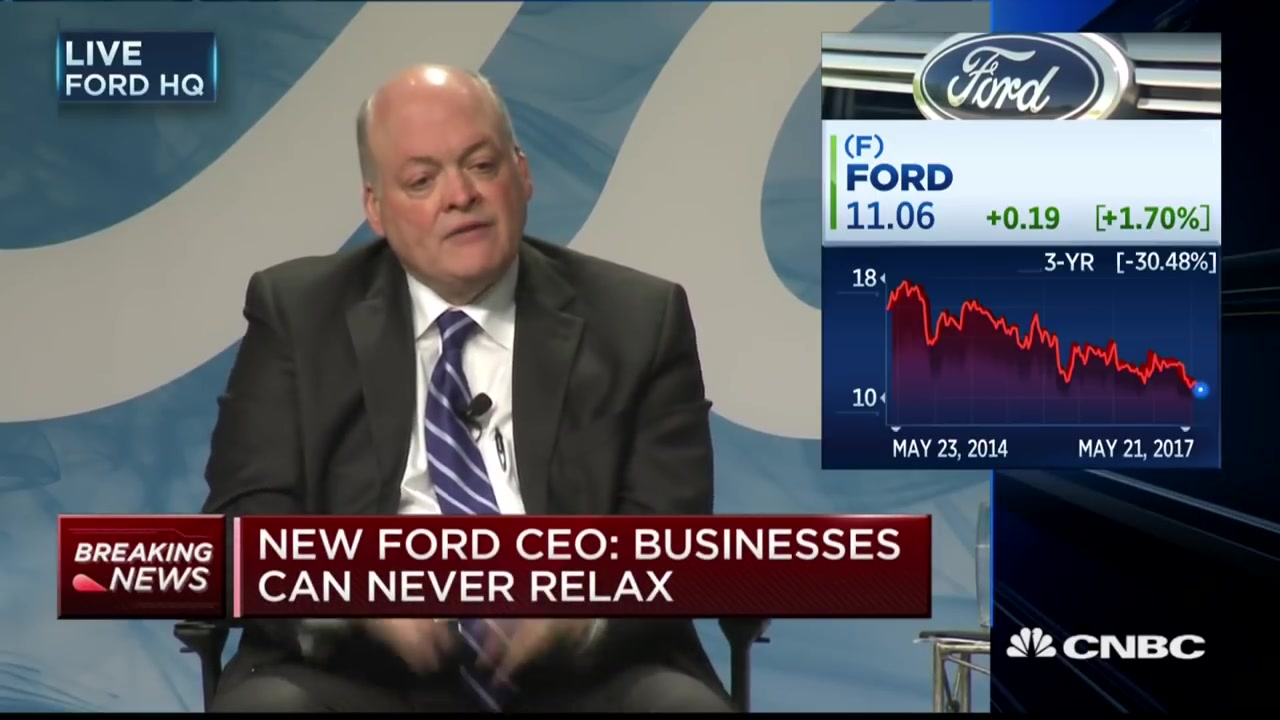 LIVE
FORD HQ
Ford
(F)
FORD
11.06 +0.19 [+1.70%]
3-YR [-30.48%]
18
10
MAY 23, 2014 MAY 21, 2017
BREAKING
NEWS
NEW FORD CEO: BUSINESSES
CAN NEVER RELAX
CNBC